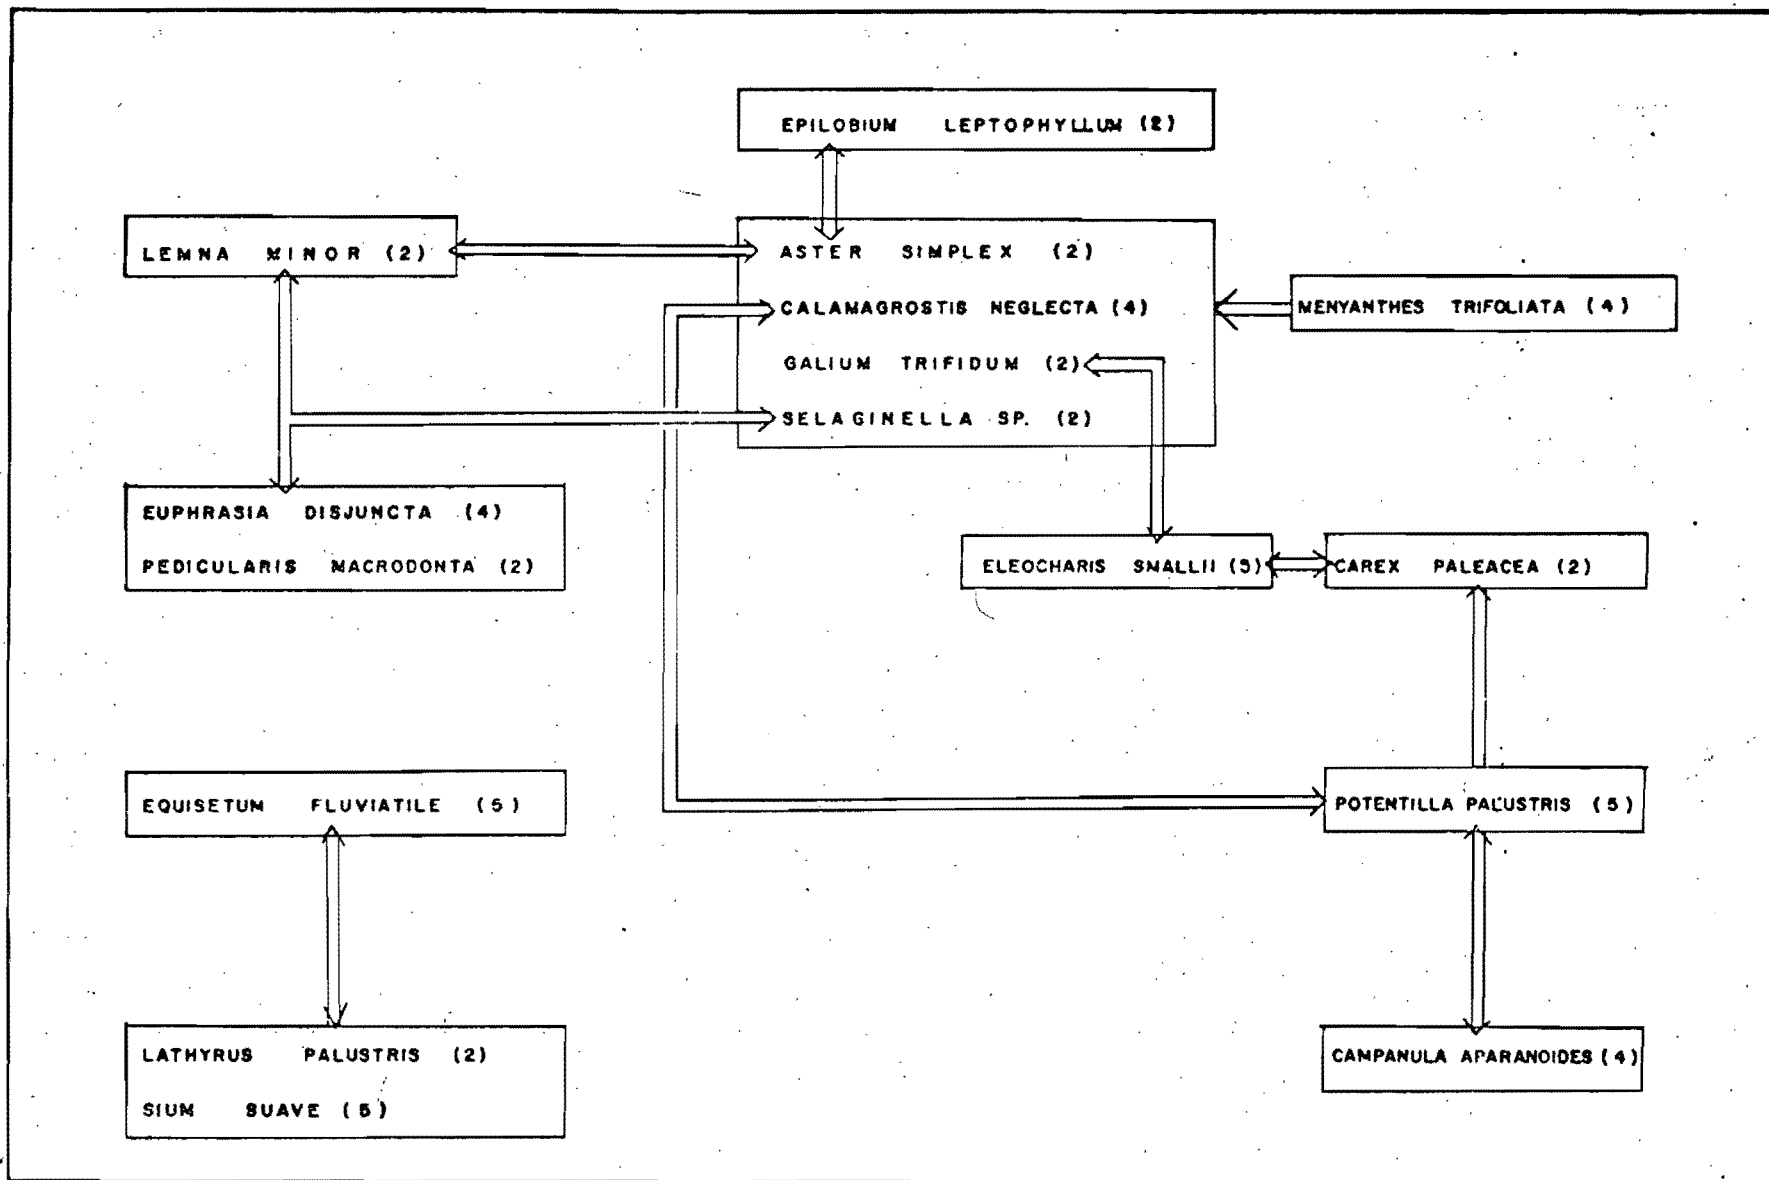 EPILOBIUM LEPTOPHYLLUM (2)
LEMNA MINOR (2)
ASTER SIMPLEX (2)
CALAMAGROSTIS NEGLECTA (4)
GALIUM TRIFIDUM (2)
SELAGINELLA SP. (2)
MENYANTHES TRIFOLIATA (4)
EUPHRASIA DISJUNCTA (4)
PEDICULARIS MACRODONTA (2)
ELEOCHARIS SMALLII (5)
CAREX PALEACEA (2)
EQUISETUM FLUVIATILE (5)
POTENTILLA PALUSTRIS (5)
LATHYRUS PALUSTRIS (2)
SIUM SUAVE (5)
CAMPANULA APARANOIDES (4)